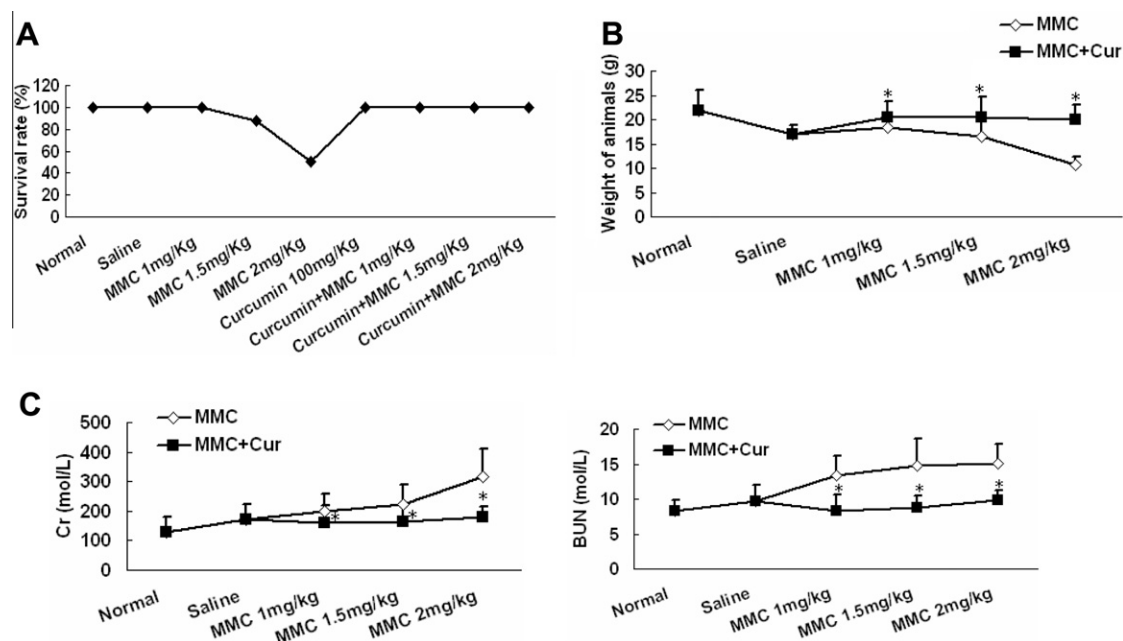 A
Survival rate (%)
120
100
80
60
40
20
0
Normal
Saline
MMC 1mg/Kg
MMC 1.5mg/Kg
MMC 2mg/Kg
Curcumin 100mg/Kg
Curcumin+MMC 1mg/Kg
Curcumin+MMC 1.5mg/Kg
Curcumin+MMC 2mg/Kg
B
MMC
MMC+Cur
Weight of animals (g)
30
25
20
15
10
5
0
* * *
Normal
Saline
MMC 1mg/kg
MMC 1.5mg/kg
MMC 2mg/kg
C
MMC
MMC+Cur
Cr (mol/L)
500
400
300
200
100
0
* * *
Normal
Saline
MMC 1mg/kg
MMC 1.5mg/kg
MMC 2mg/kg
MMC
MMC+Cur
BUN (mol/L)
20
15
10
5
0
* * *
Normal
Saline
MMC 1mg/kg
MMC 1.5mg/kg
MMC 2mg/kg